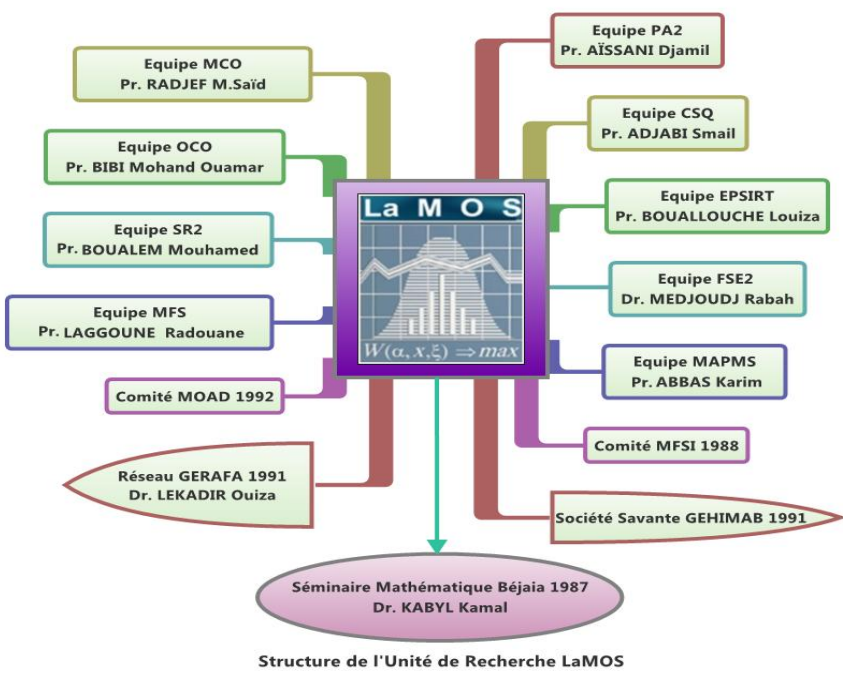 Equipe MCO
Pr. RADJEF M.Saïd
Equipe OCO
Pr. BIBI Mohand Ouamar
Equipe SR2
Pr. BOUALEM Mouhamed
Equipe MFS
Pr. LAGGOUNE Radouane
Comité MOAD 1992
Réseau GERAFA 1991
Dr. LEKADIR Ouiza
La M O S
W(α, x,ξ) ⇒ max
Equipe PA2
Pr. AÏSSANI Djamil
Equipe CSQ
Pr. ADJABI Smail
Equipe EPSIRT
Pr. BOUALLOUCHE Louiza
Equipe FSE2
Dr. MEDJOUDJ Rabah
Equipe MAPMS
Pr. ABBAS Karim
Comité MFSI 1988
Société Savante GEHIMAB 1991
Séminaire Mathématique Béjaia 1987
Dr. KABYL Kamal
Structure de l'Unité de Recherche LaMOS